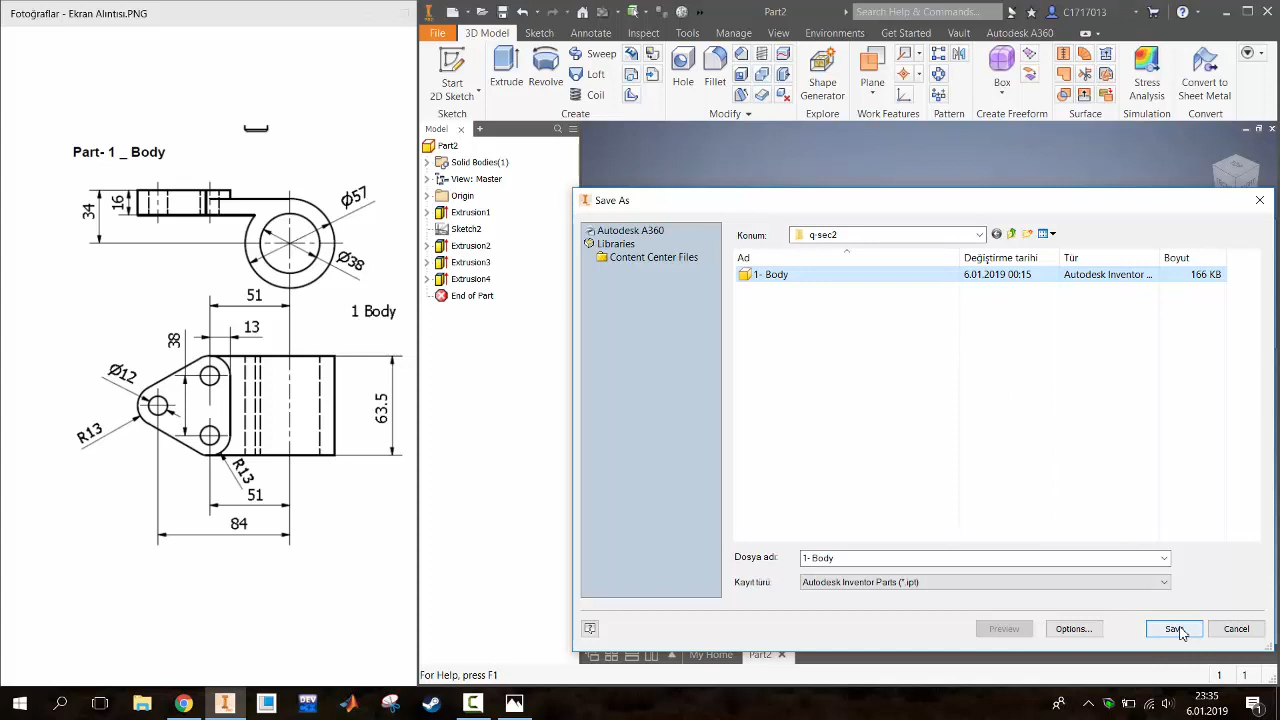 Fotoğraflar - Ekran Alıntısı.PNG
Part2
Search Help & Commands...
C1717013
File
3D Model
Sketch
Annotate
Inspect
Tools
Manage
View
Environments
Get Started
Vault
Autodesk A360
Start
2D Sketch
Extrude
Revolve
Sweep
Loft
Coil
Hole
Fillet
Shape
Generator
Box
Stress
Analysis
Convert to
Sheet Metal
Sketch
Create
Modify
Explore
Work Features
Pattern
Create Freeform
Surface
Simulation
Convert
Model
Part2
Solid Bodies(1)
View: Master
Origin
Extrusion1
Sketch2
Extrusion2
Extrusion3
Extrusion4
End of Part
Part- 1 _ Body
34
16
Ø57
Ø38
51
1 Body
13
38
Ø12
R13
63.5
R13
51
84
Save As
Autodesk A360
Libraries
Content Center Files
Konum:
q-sec2
Ad
Değiştirme tarihi
Tür
Boyut
1- Body
6.01.2019 00:15
Autodesk Inventor ...
166 KB
Dosya adı:
1- Body
Kayıt türü:
Autodesk Inventor Parts (*.ipt)
Preview
Options...
Save
Cancel
My Home
Part2
For Help, press F1
1
1
DEV
23:35
6.01.2019